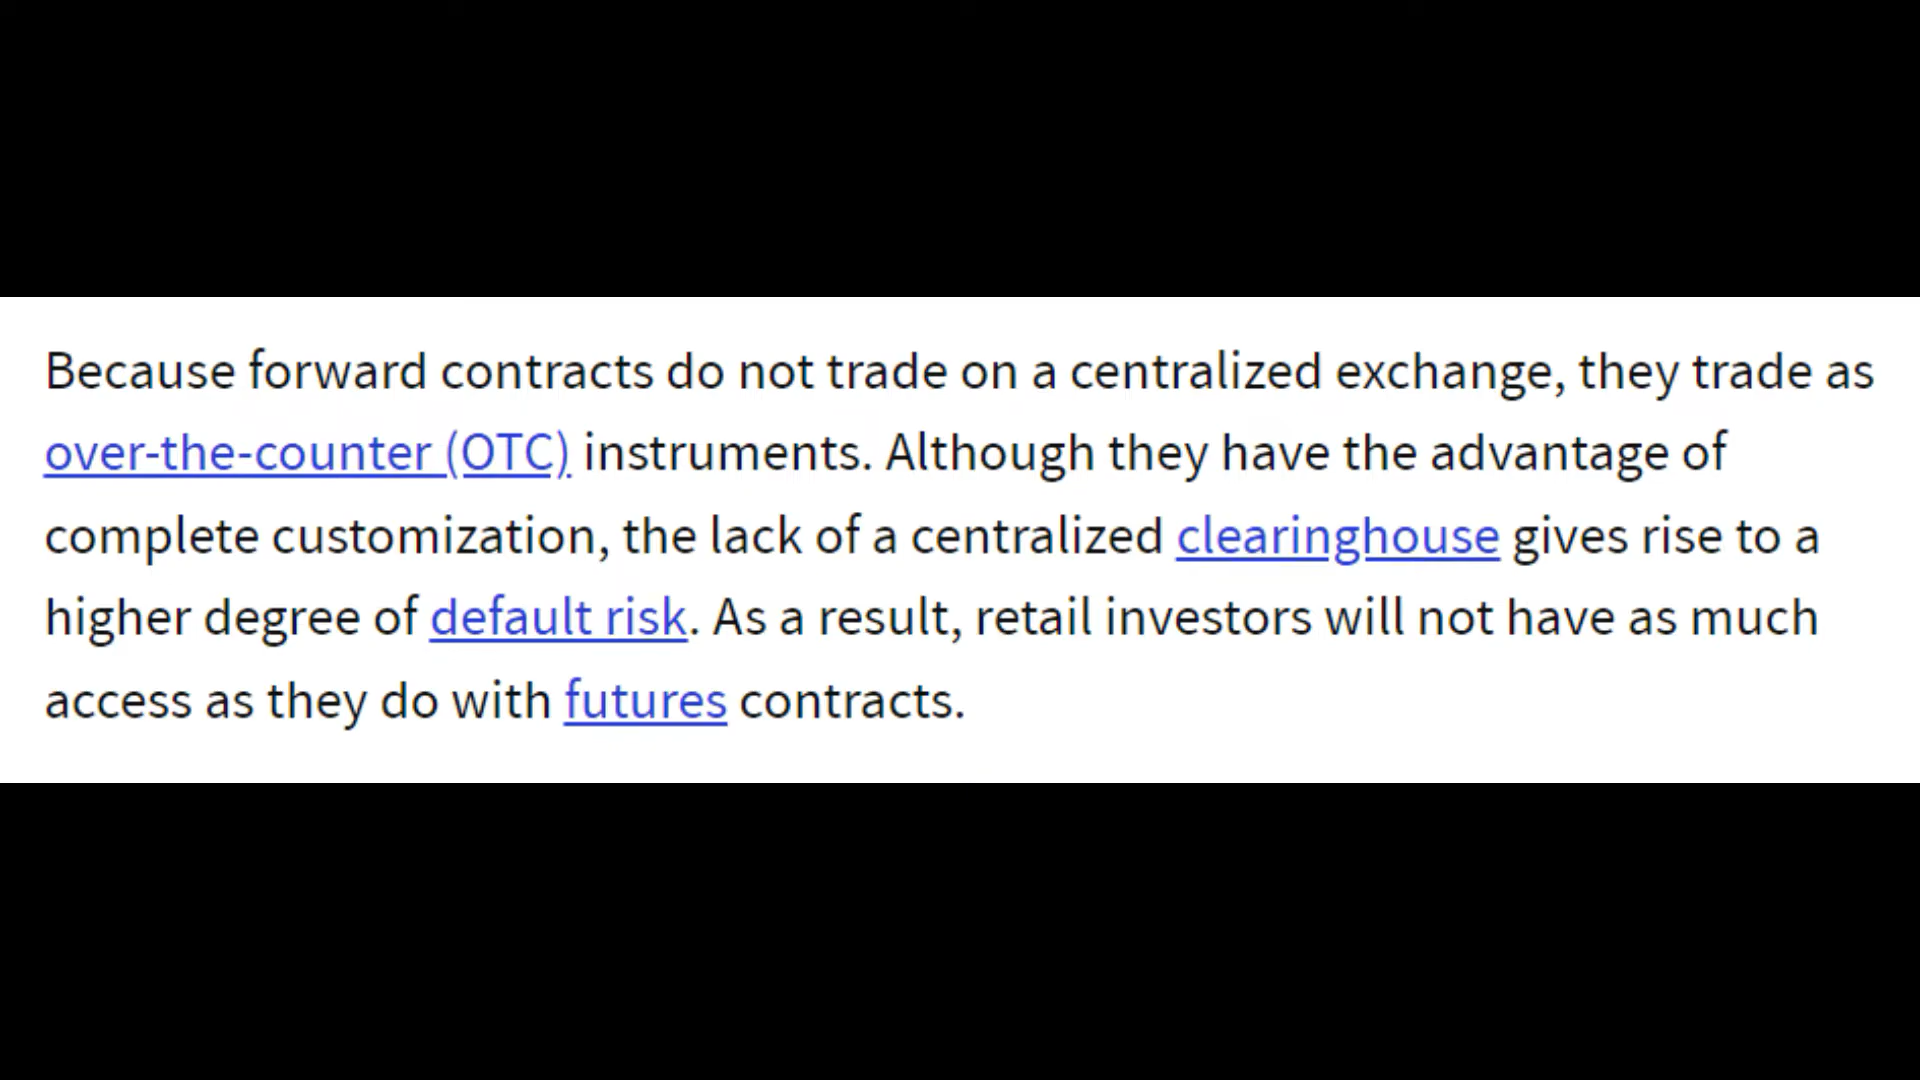 Because forward contracts do not trade on a centralized exchange, they trade as
over-the-counter (OTC) instruments. Although they have the advantage of
complete customization, the lack of a centralized clearinghouse gives rise to a
higher degree of default risk. As a result, retail investors will not have as much
access as they do with futures contracts.